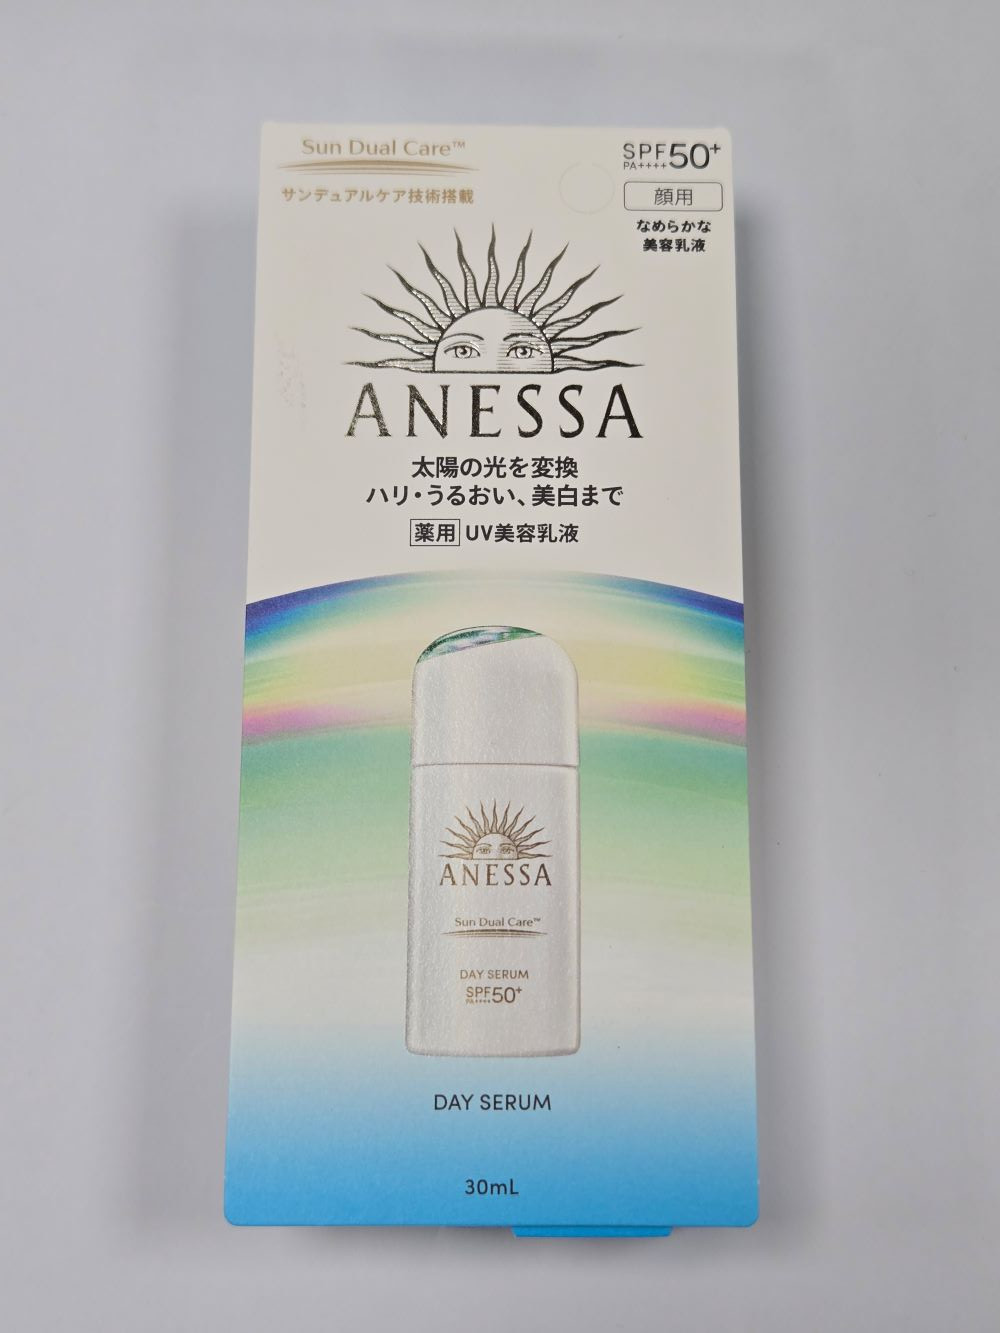 Sun Dual Care™
サンデュアルケア技術搭載
SPF50+
PA++++
顔用
なめらかな
美容乳液
ANESSA
太陽の光を変換
ハリ・うるおい、美白まで
薬用 UV美容乳液
ANESSA
Sun Dual Care™
DAY SERUM
SPF50+
PA++++
DAY SERUM
30mL